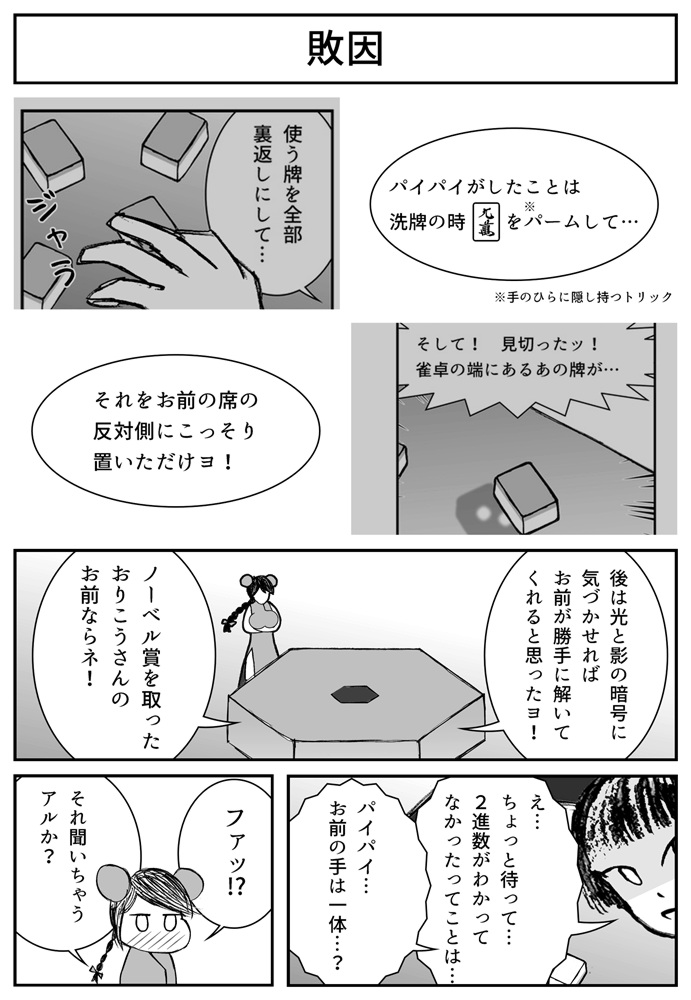 敗因
パイパイがしたことは
洗牌の時
九萬
を※パームして…
※手のひらに隠し持つトリック
使う牌を全部
裏返しにして…
ジャラ
そして！　見切ったッ！
雀卓の端にあるあの牌が…
それをお前の席の
反対側にこっそり
置いただけヨ！
後は光と影の暗号に
気づかせれば
お前が勝手に解いて
くれると思ったヨ！
ノーベル賞を取った
おりこうさんの
お前ならネ！
え…
ちょっと待って…
２進数がわかって
なかったってことは…
パイパイ…
お前の手は一体…？
ファッ!?
それ聞いちゃう
アルか？